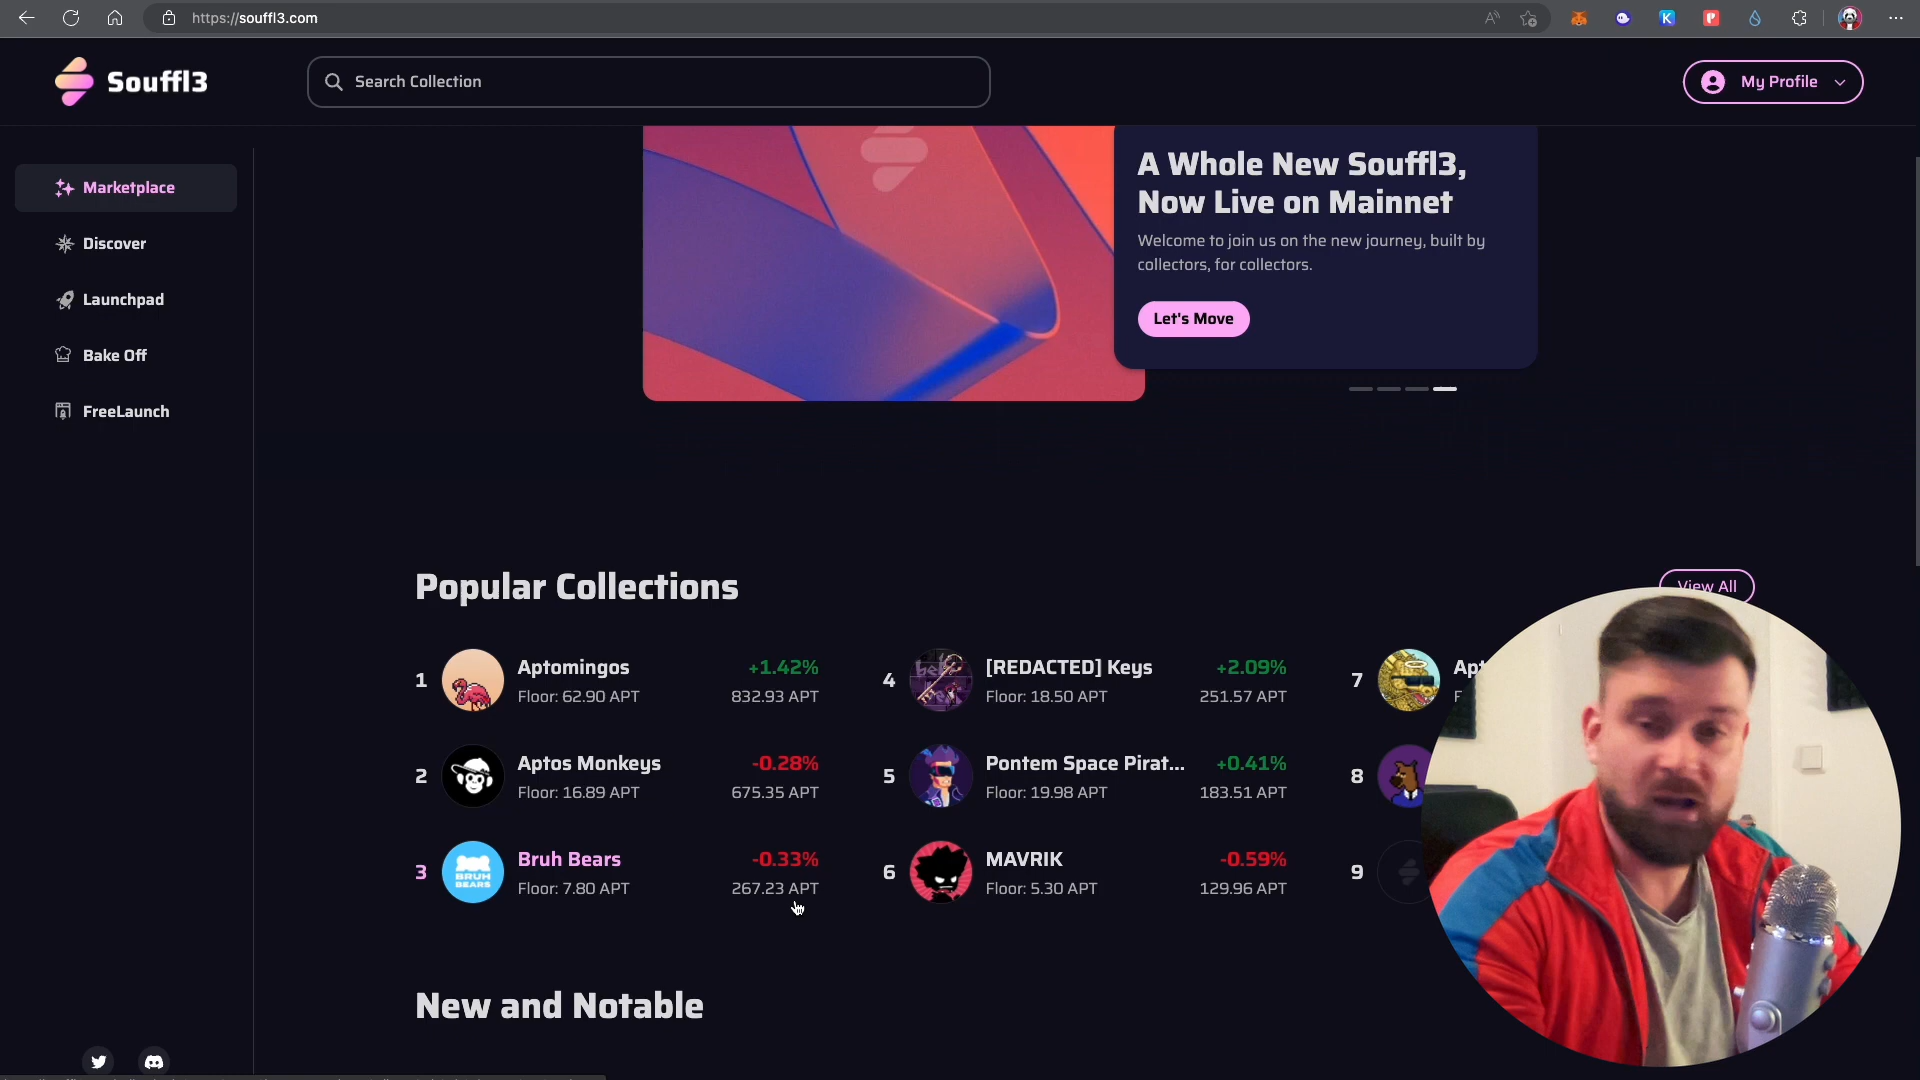 https://souffl3.com
Souffl3
Search Collection
My Profile
Marketplace
Discover
Launchpad
Bake Off
FreeLaunch
A Whole New Souffl3,
Now Live on Mainnet
Welcome to join us on the new journey, built by
collectors, for collectors.
Let's Move
Popular Collections
View All
1
Aptomingos
+1.42%
Floor: 62.90 APT
832.93 APT
2
Aptos Monkeys
-0.28%
Floor: 16.89 APT
675.35 APT
3
BRUH
BEARS
Bruh Bears
-0.33%
Floor: 7.80 APT
267.23 APT
4
[REDACTED] Keys
+2.09%
Floor: 18.50 APT
251.57 APT
5
Pontem Space Pirat...
+0.41%
Floor: 19.98 APT
183.51 APT
6
MAVRIK
-0.59%
Floor: 5.30 APT
129.96 APT
7
8
9
New and Notable